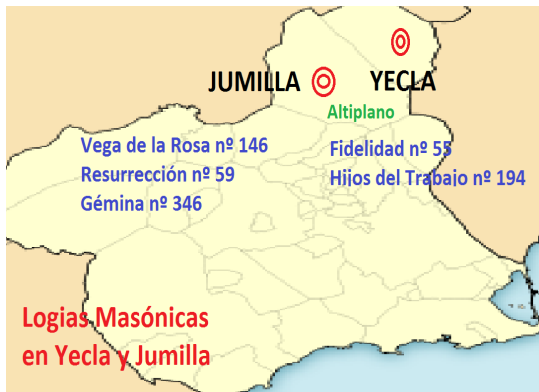 JUMILLA
YECLA
Altiplano
Vega de la Rosa nº 146
Resurrección nº 59
Gémina nº 346
Fidelidad nº 55
Hijos del Trabajo nº 194
Logias Masónicas
en Yecla y Jumilla